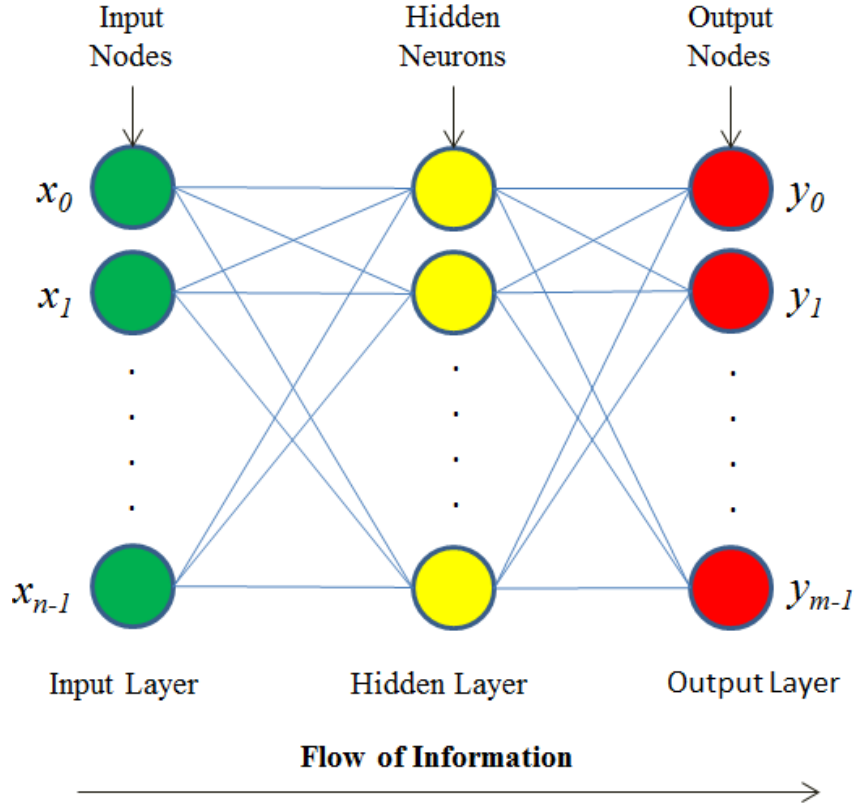 Input
Nodes
Hidden
Neurons
Output
Nodes
x0
y0
x1
y1
xn-1
ym-1
Input Layer
Hidden Layer
Output Layer
Flow of Information